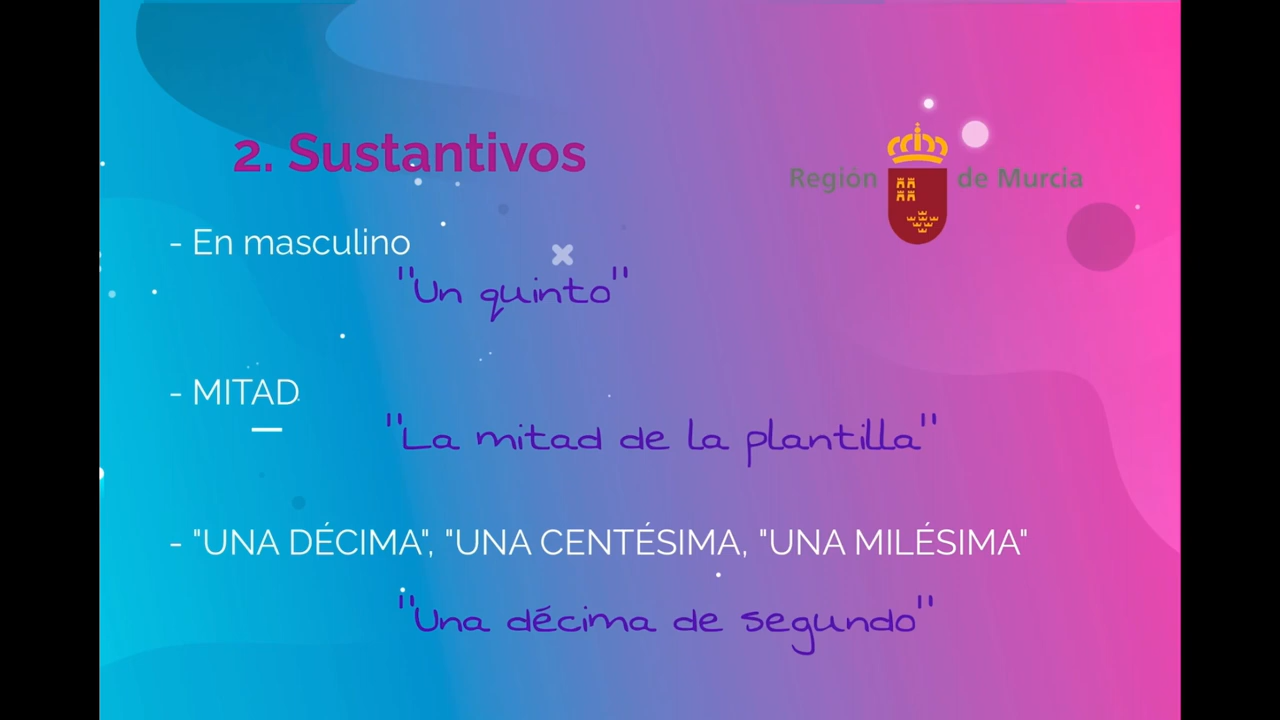 2. Sustantivos
Región de Murcia
- En masculino
"Un quinto"
- MITAD
"La mitad de la plantilla"
- "UNA DÉCIMA", "UNA CENTÉSIMA, "UNA MILÉSIMA"
"Una décima de segundo"